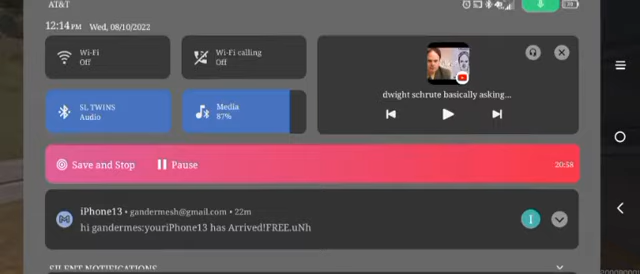 AT&T
12:14 PM Wed, 08/10/2022
Wi-Fi
Off
Wi-Fi calling
Off
SL TWINS
Audio
Media
87%
dwight schrute basically asking...
Save and Stop
Pause
20:58
iPhone13 • gandermesh@gmail.com • 22m
hi gandermes:youriPhone13 has Arrived!FREE.uNh
I
SILENT NOTIFICATIONS